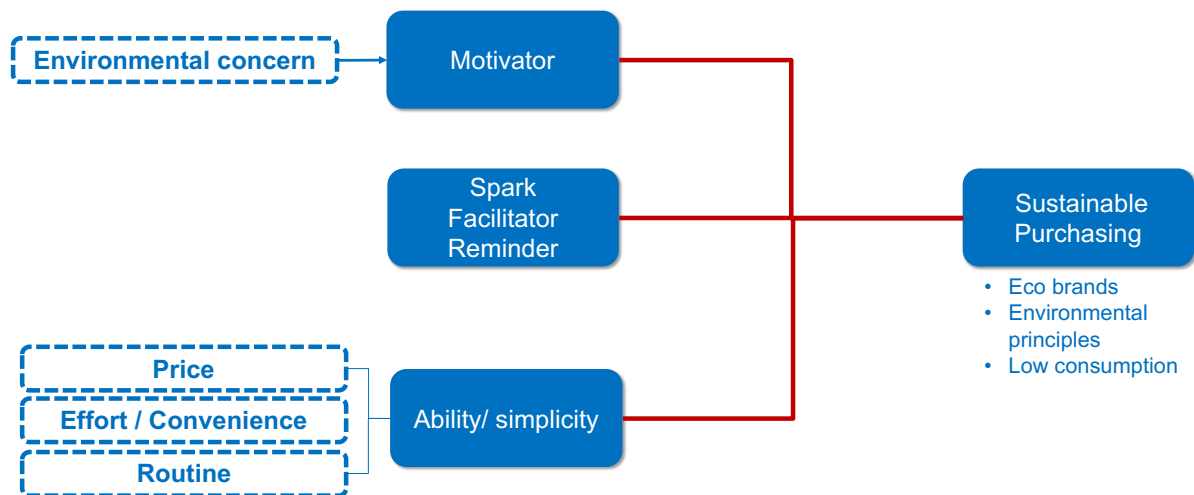 Environmental concern
Motivator
Spark
Facilitator
Reminder
Sustainable
Purchasing
• Eco brands
• Environmental
principles
• Low consumption
Price
Effort / Convenience
Routine
Ability/ simplicity